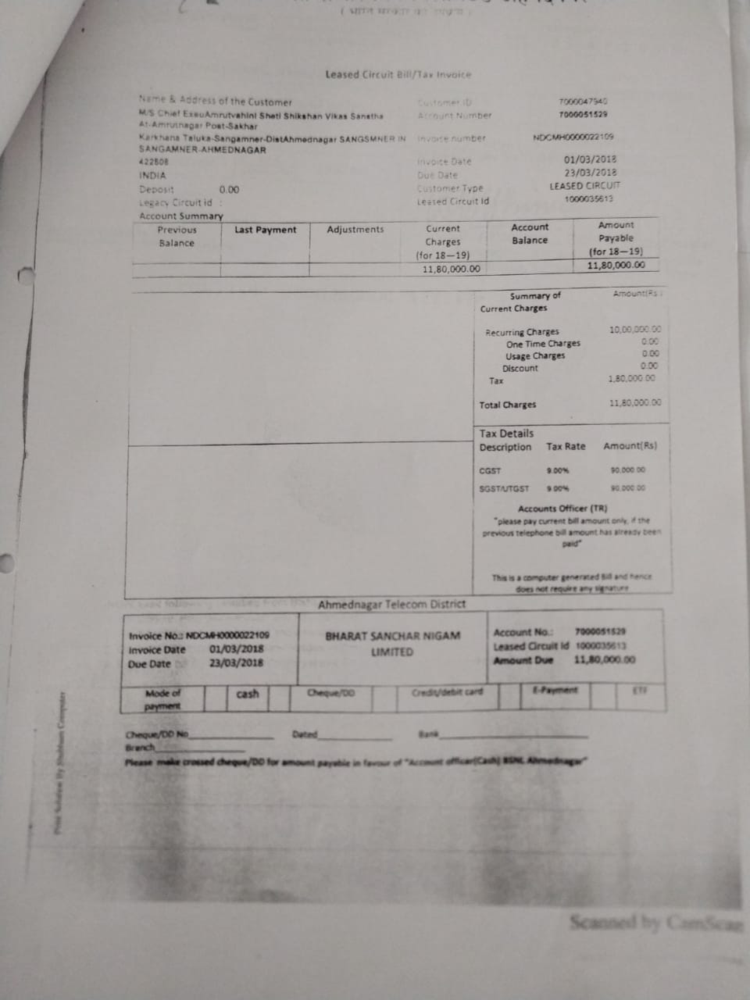 Leased Circuit Bill/Tax Invoice
Name & Address of the Customer
Customer ID 7000047940
M/S Chief ExeuAmrutvahini Sheti Shikshan Vikas Sanstha
Account Number 7000051529
At-Amrutnagar Post-Sakhar
Karkhana Taluka-Sangamner-DistAhmednagar SANGSMNER IN
Invoice number NDCMH0000022109
SANGAMNER-AHMEDNAGAR
422608
Invoice Date 01/03/2018
INDIA
Due Date 23/03/2018
Deposit 0.00
Customer Type LEASED CIRCUIT
Legacy Circuit id :
Leased Circuit Id 1000035613
Account Summary
Previous Balance | Last Payment | Adjustments | Current Charges (for 18—19) | Account Balance | Amount Payable (for 18—19)
11,80,000.00 11,80,000.00
Summary of Amount(Rs)
Current Charges
Recurring Charges 10,00,000.00
One Time Charges 0.00
Usage Charges 0.00
Discount 0.00
Tax 1,80,000.00
Total Charges 11,80,000.00
Tax Details
Description Tax Rate Amount(Rs)
CGST 9.00% 90,000.00
SGST/UTGST 9.00% 90,000.00
Accounts Officer (TR)
"please pay current bill amount only, if the
previous telephone bill amount has already been
paid"
This is a computer generated Bill and hence
does not require any signature
Ahmednagar Telecom District
Invoice No.: NDCMH0000022109
Invoice Date 01/03/2018
Due Date 23/03/2018
BHARAT SANCHAR NIGAM
LIMITED
Account No.: 7000051529
Leased Circuit Id 1000035613
Amount Due 11,80,000.00
Mode of payment | cash | Cheque/DD | Credit/debit card | E-Payment | ETF
Cheque/DD No Dated Bank
Branch
Please make crossed cheque/DD for amount payable in favour of "Account officer(Cash) BSNL Ahmednagar"
Print Solution By Shubham Computer
Scanned by CamScan